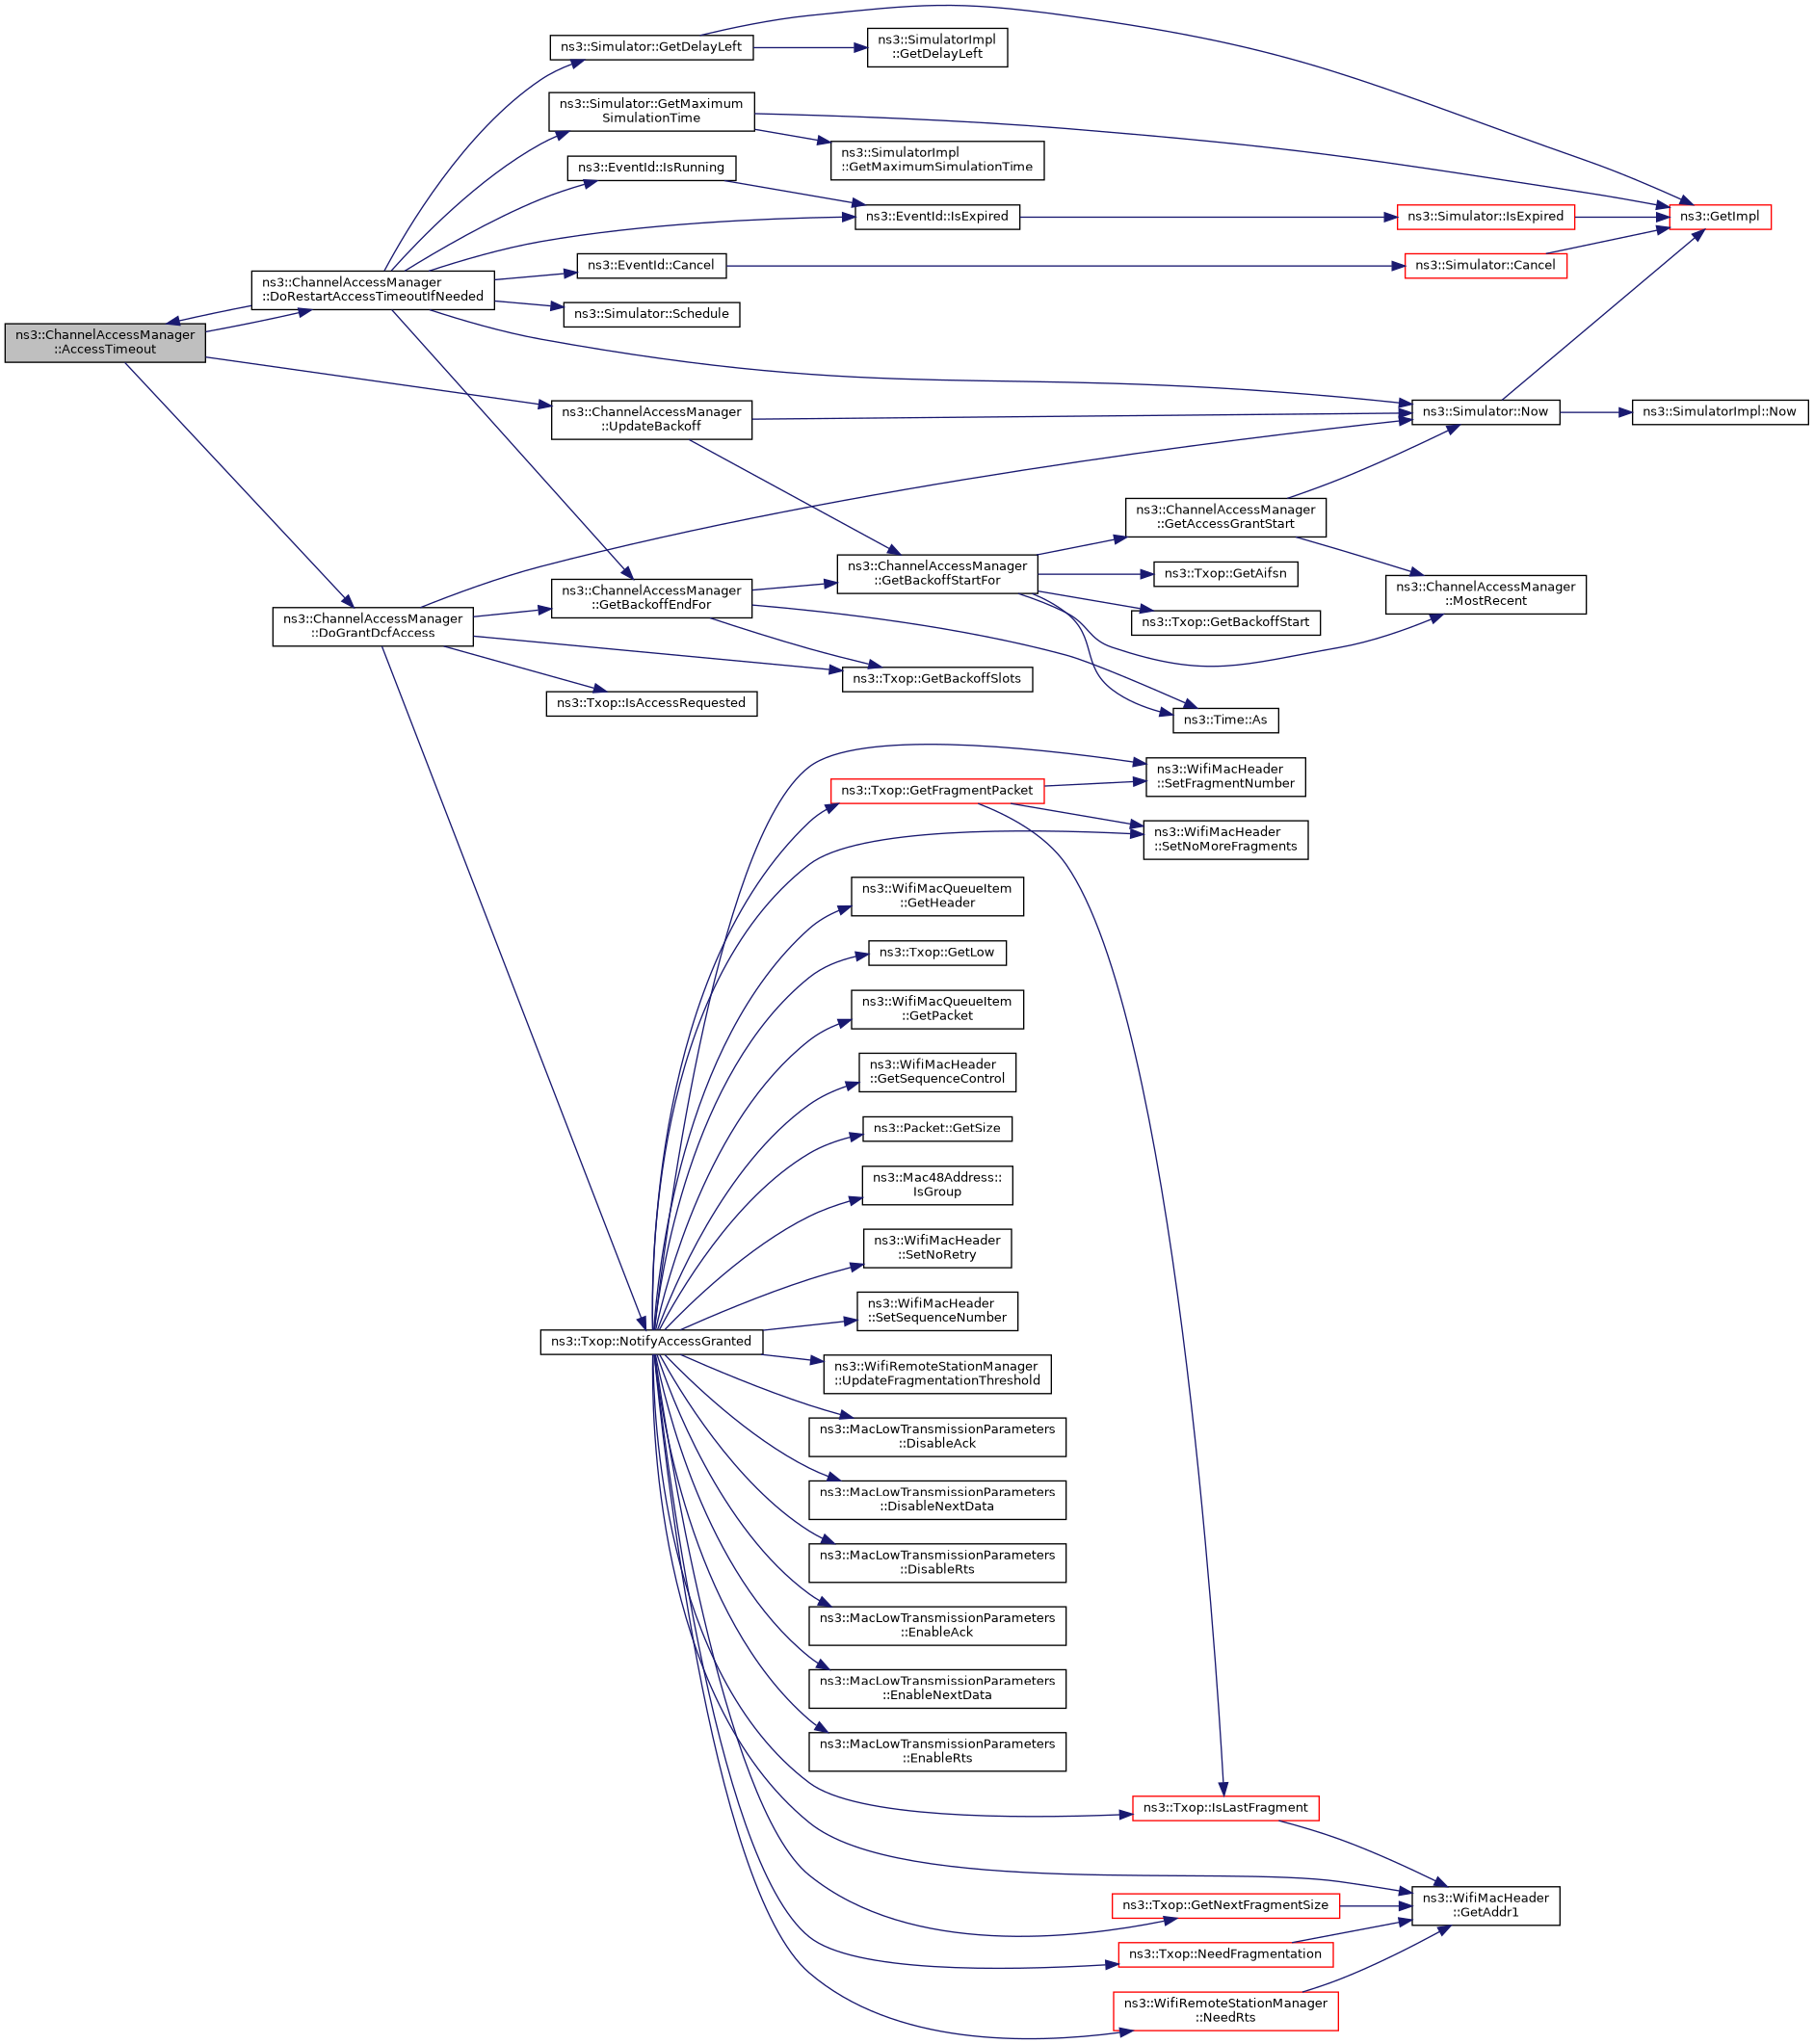 ns3::Simulator::GetDelayLeft
ns3::SimulatorImpl
::GetDelayLeft
ns3::Simulator::GetMaximum
SimulationTime
ns3::SimulatorImpl
::GetMaximumSimulationTime
ns3::EventId::IsRunning
ns3::EventId::IsExpired
ns3::Simulator::IsExpired
ns3::GetImpl
ns3::EventId::Cancel
ns3::Simulator::Cancel
ns3::ChannelAccessManager
::DoRestartAccessTimeoutIfNeeded
ns3::Simulator::Schedule
ns3::ChannelAccessManager
::AccessTimeout
ns3::ChannelAccessManager
::UpdateBackoff
ns3::Simulator::Now
ns3::SimulatorImpl::Now
ns3::ChannelAccessManager
::GetAccessGrantStart
ns3::ChannelAccessManager
::GetBackoffStartFor
ns3::Txop::GetAifsn
ns3::ChannelAccessManager
::MostRecent
ns3::ChannelAccessManager
::GetBackoffEndFor
ns3::Txop::GetBackoffStart
ns3::ChannelAccessManager
::DoGrantDcfAccess
ns3::Txop::GetBackoffSlots
ns3::Txop::IsAccessRequested
ns3::Time::As
ns3::WifiMacHeader
::SetFragmentNumber
ns3::Txop::GetFragmentPacket
ns3::WifiMacHeader
::SetNoMoreFragments
ns3::WifiMacQueueItem
::GetHeader
ns3::Txop::GetLow
ns3::WifiMacQueueItem
::GetPacket
ns3::WifiMacHeader
::GetSequenceControl
ns3::Packet::GetSize
ns3::Mac48Address::
IsGroup
ns3::WifiMacHeader
::SetNoRetry
ns3::WifiMacHeader
::SetSequenceNumber
ns3::Txop::NotifyAccessGranted
ns3::WifiRemoteStationManager
::UpdateFragmentationThreshold
ns3::MacLowTransmissionParameters
::DisableAck
ns3::MacLowTransmissionParameters
::DisableNextData
ns3::MacLowTransmissionParameters
::DisableRts
ns3::MacLowTransmissionParameters
::EnableAck
ns3::MacLowTransmissionParameters
::EnableNextData
ns3::MacLowTransmissionParameters
::EnableRts
ns3::Txop::IsLastFragment
ns3::WifiMacHeader
::GetAddr1
ns3::Txop::GetNextFragmentSize
ns3::Txop::NeedFragmentation
ns3::WifiRemoteStationManager
::NeedRts